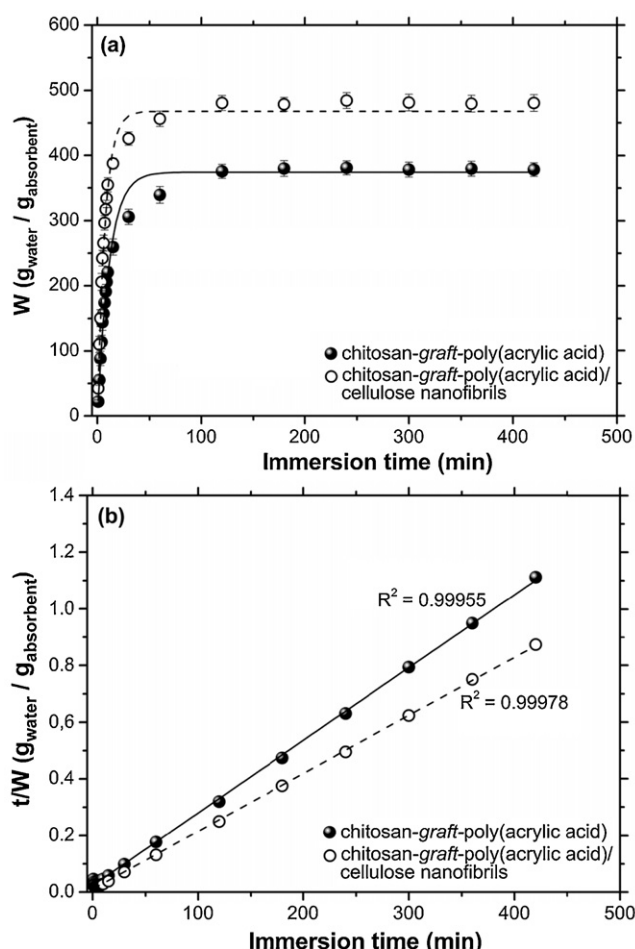 (a)
600
500
400
300
200
100
0
W (g_water / g_absorbent)
chitosan-graft-poly(acrylic acid)
chitosan-graft-poly(acrylic acid)/
cellulose nanofibrils
0 100 200 300 400 500
Immersion time (min)
(b)
1.4
1.2
1.0
0.8
0,6
0.4
0.2
0.0
t/W (g_water / g_absorbent)
R² = 0.99955
R² = 0.99978
chitosan-graft-poly(acrylic acid)
chitosan-graft-poly(acrylic acid)/
cellulose nanofibrils
0 100 200 300 400 500
Immersion time (min)